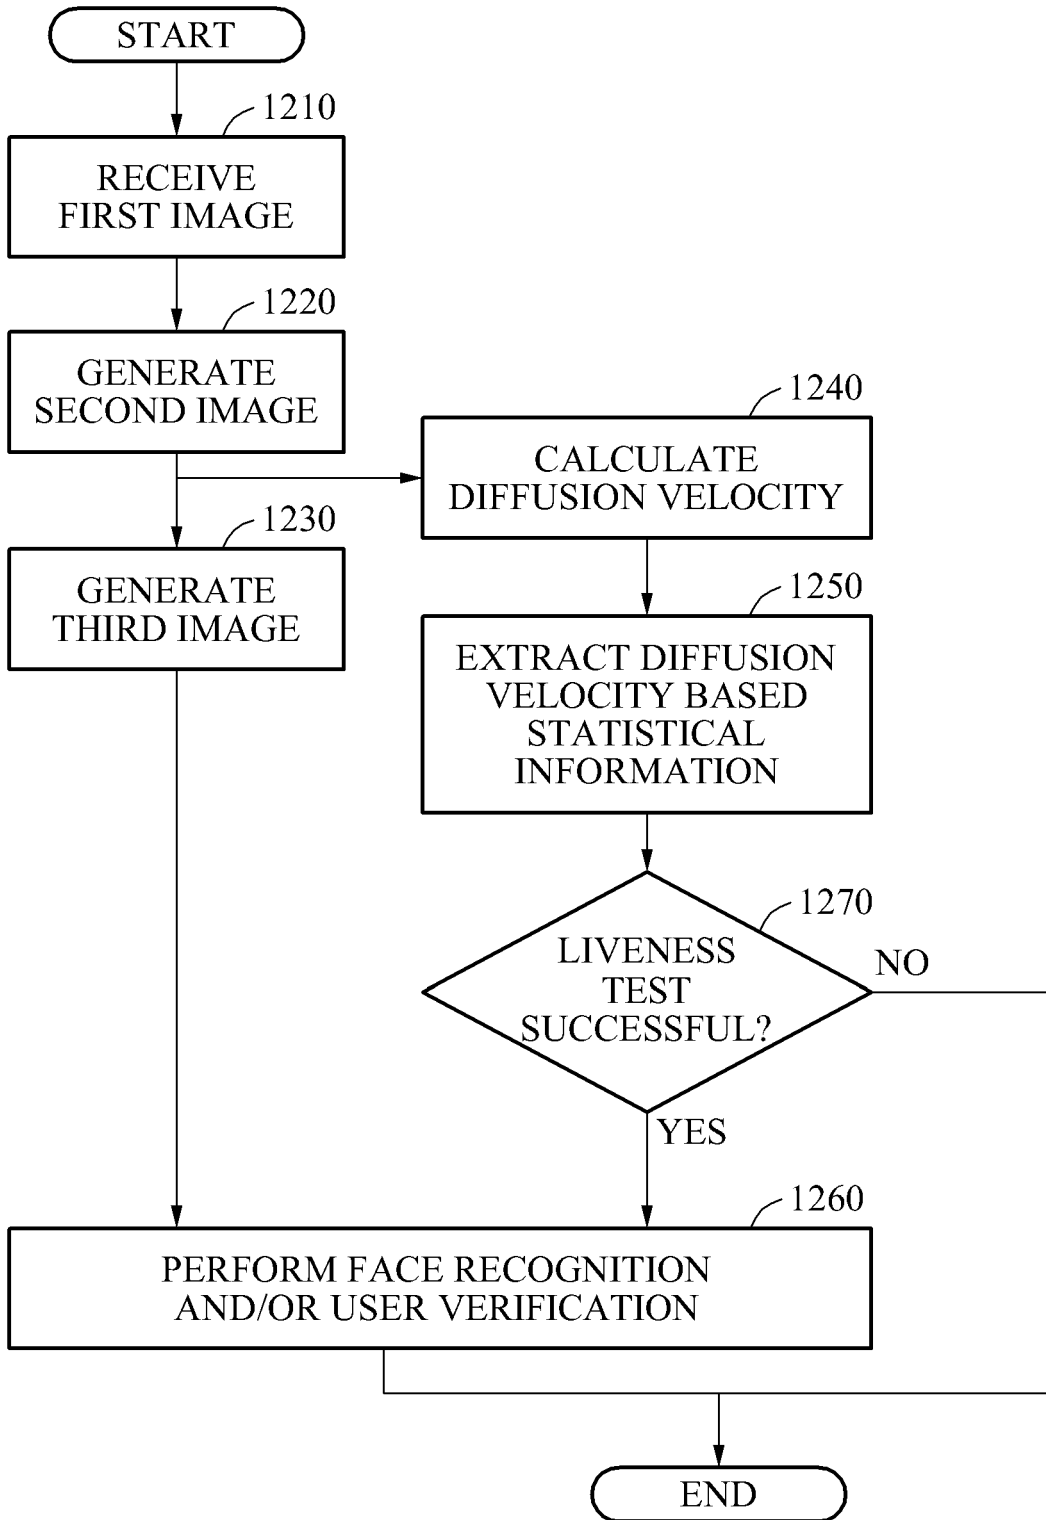 START
1210
RECEIVE
FIRST IMAGE
1220
GENERATE
SECOND IMAGE
1240
CALCULATE
DIFFUSION VELOCITY
1230
GENERATE
THIRD IMAGE
1250
EXTRACT DIFFUSION
VELOCITY BASED
STATISTICAL
INFORMATION
1270
LIVENESS
TEST
SUCCESSFUL?
NO
YES
1260
PERFORM FACE RECOGNITION
AND/OR USER VERIFICATION
END